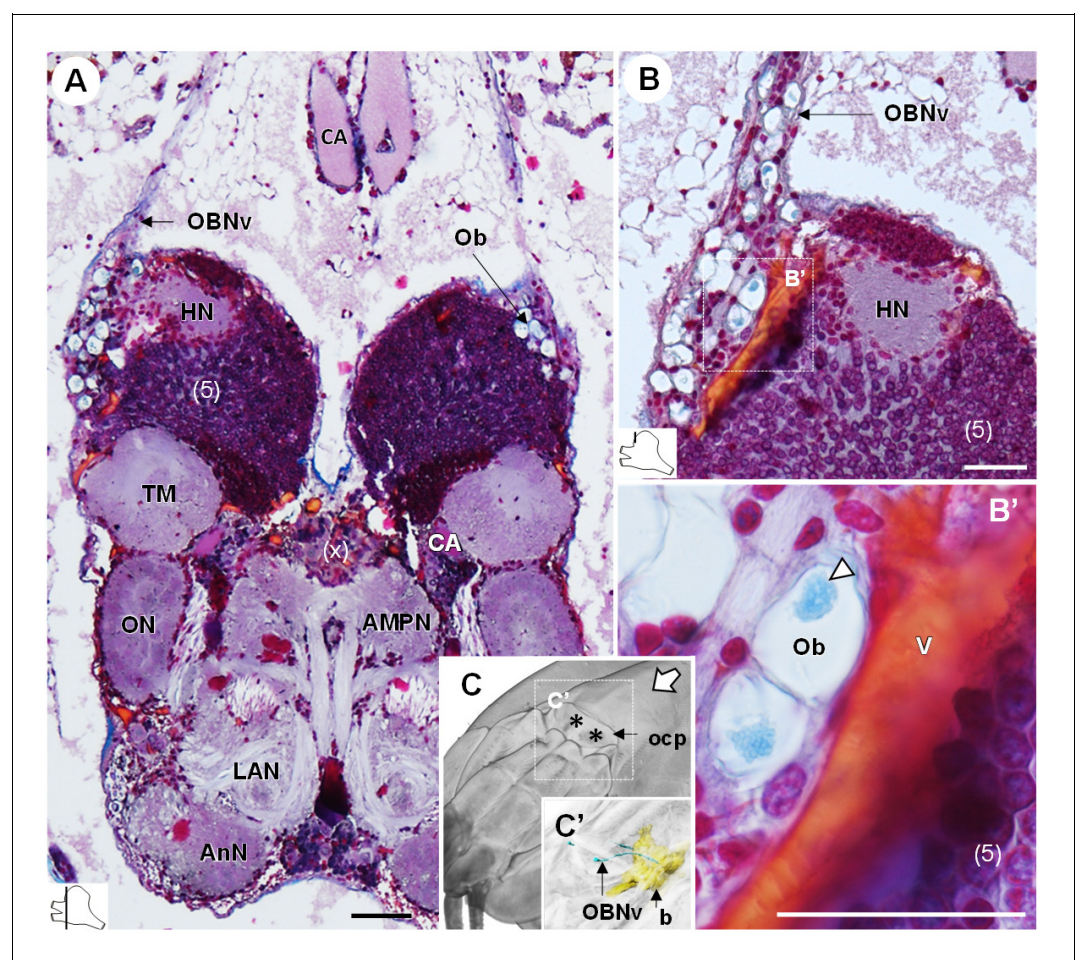 A
CA
OBNv
Ob
HN
(5)
TM
CA
(x)
ON
AMPN
LAN
AnN
B
OBNv
B'
HN
(5)
B'
Ob
V
(5)
C
C'
* *
ocp
C'
OBNv
b